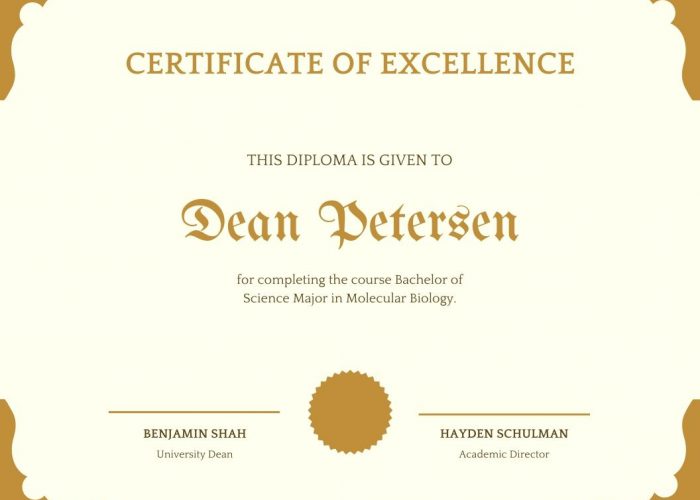 CERTIFICATE OF EXCELLENCE
THIS DIPLOMA IS GIVEN TO
Dean Petersen
for completing the course Bachelor of
Science Major in Molecular Biology.
BENJAMIN SHAH
University Dean
HAYDEN SCHULMAN
Academic Director